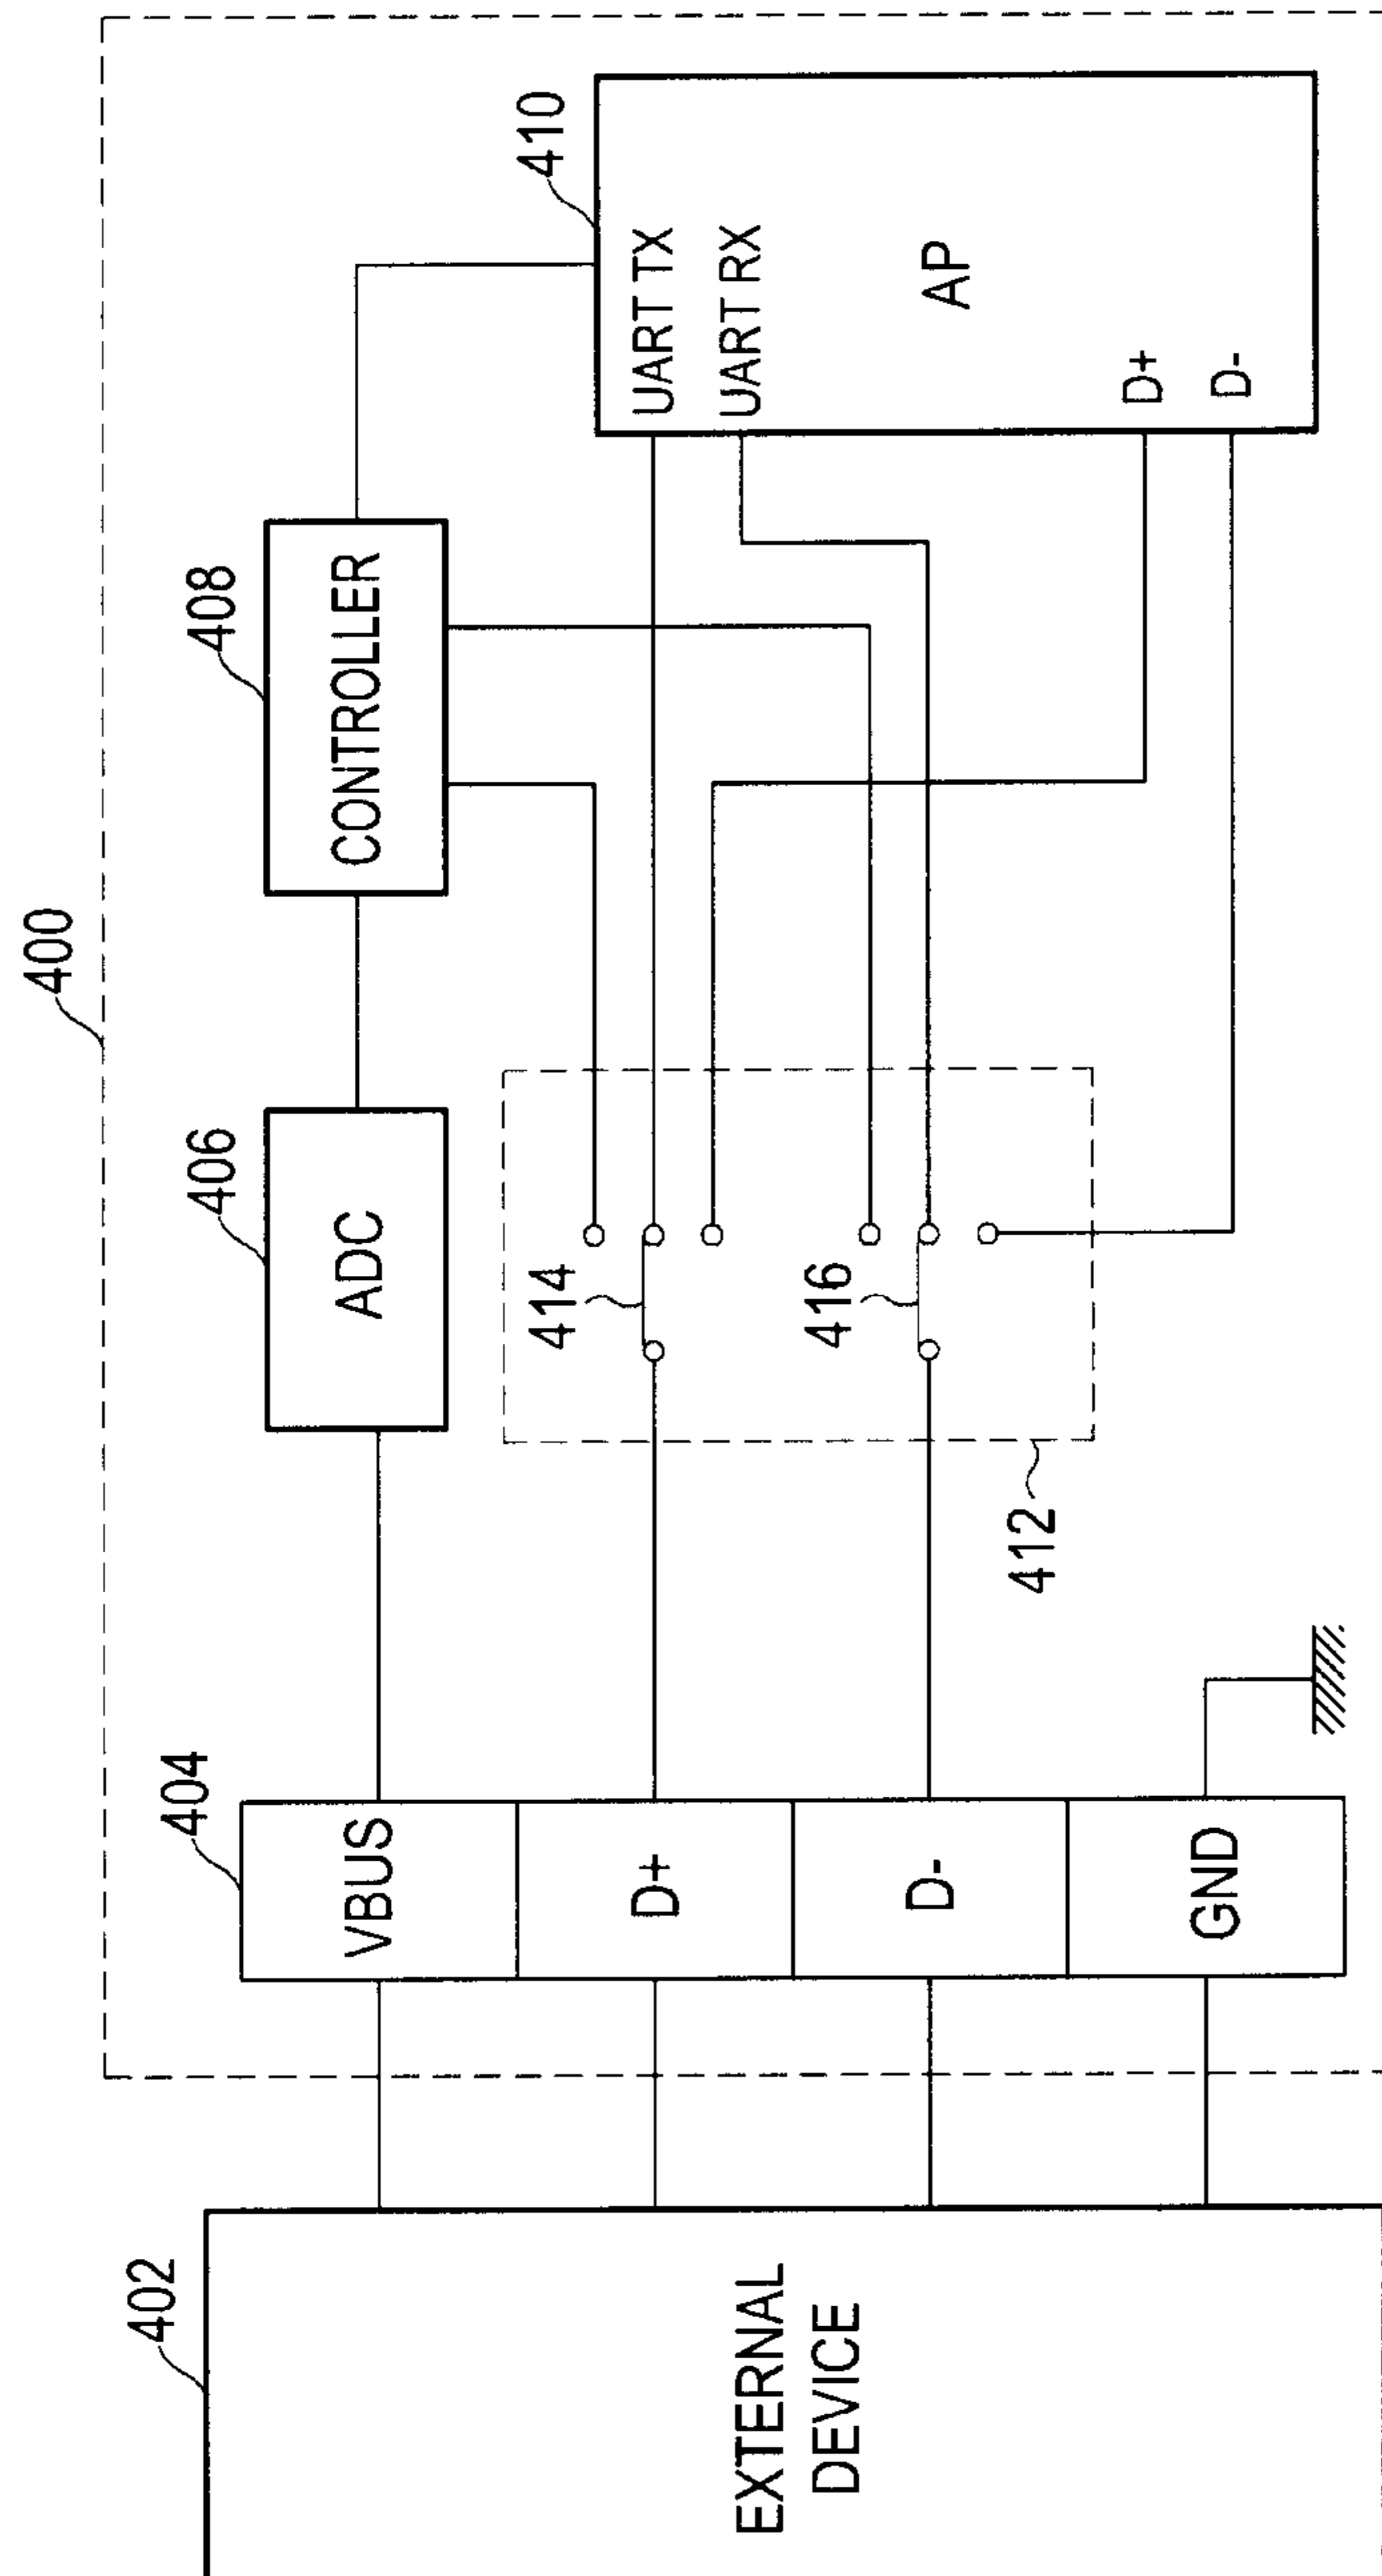 400
402
EXTERNAL
DEVICE
404
VBUS
D+
D-
GND
406
ADC
408
CONTROLLER
410
UART TX
UART RX
AP
D+
D-
412
414
416